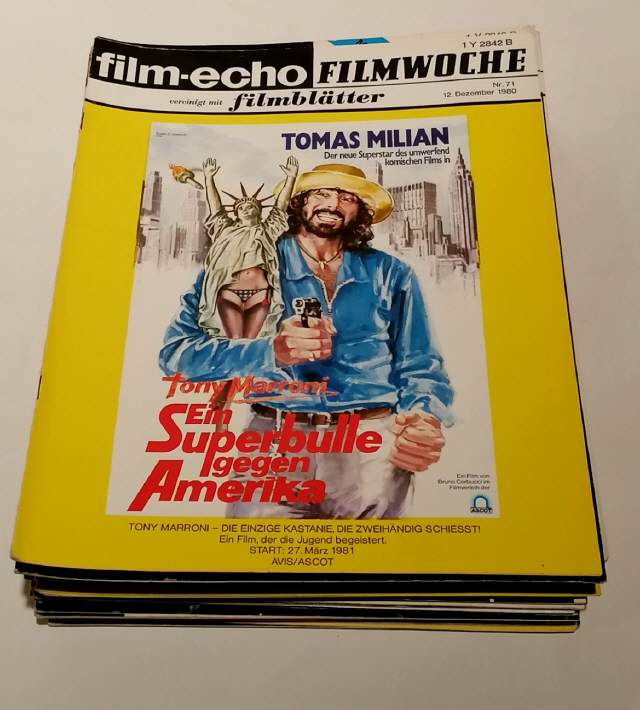 1 Y 2842 B
film-echo FILMWOCHE
Nr. 71
vereinigt mit filmblätter
12. Dezember 1980
TOMAS MILIAN
Der neue Superstar des umwerfend
komischen Films in
Tony Marroni
Ein
Superbulle
gegen
Amerika
Ein Film von
Bruno Corbucci im
Filmverleih der
ASCOT
TONY MARRONI – DIE EINZIGE KASTANIE, DIE ZWEIHÄNDIG SCHIESST!
Ein Film, der die Jugend begeistert.
START: 27. März 1981
AVIS/ASCOT